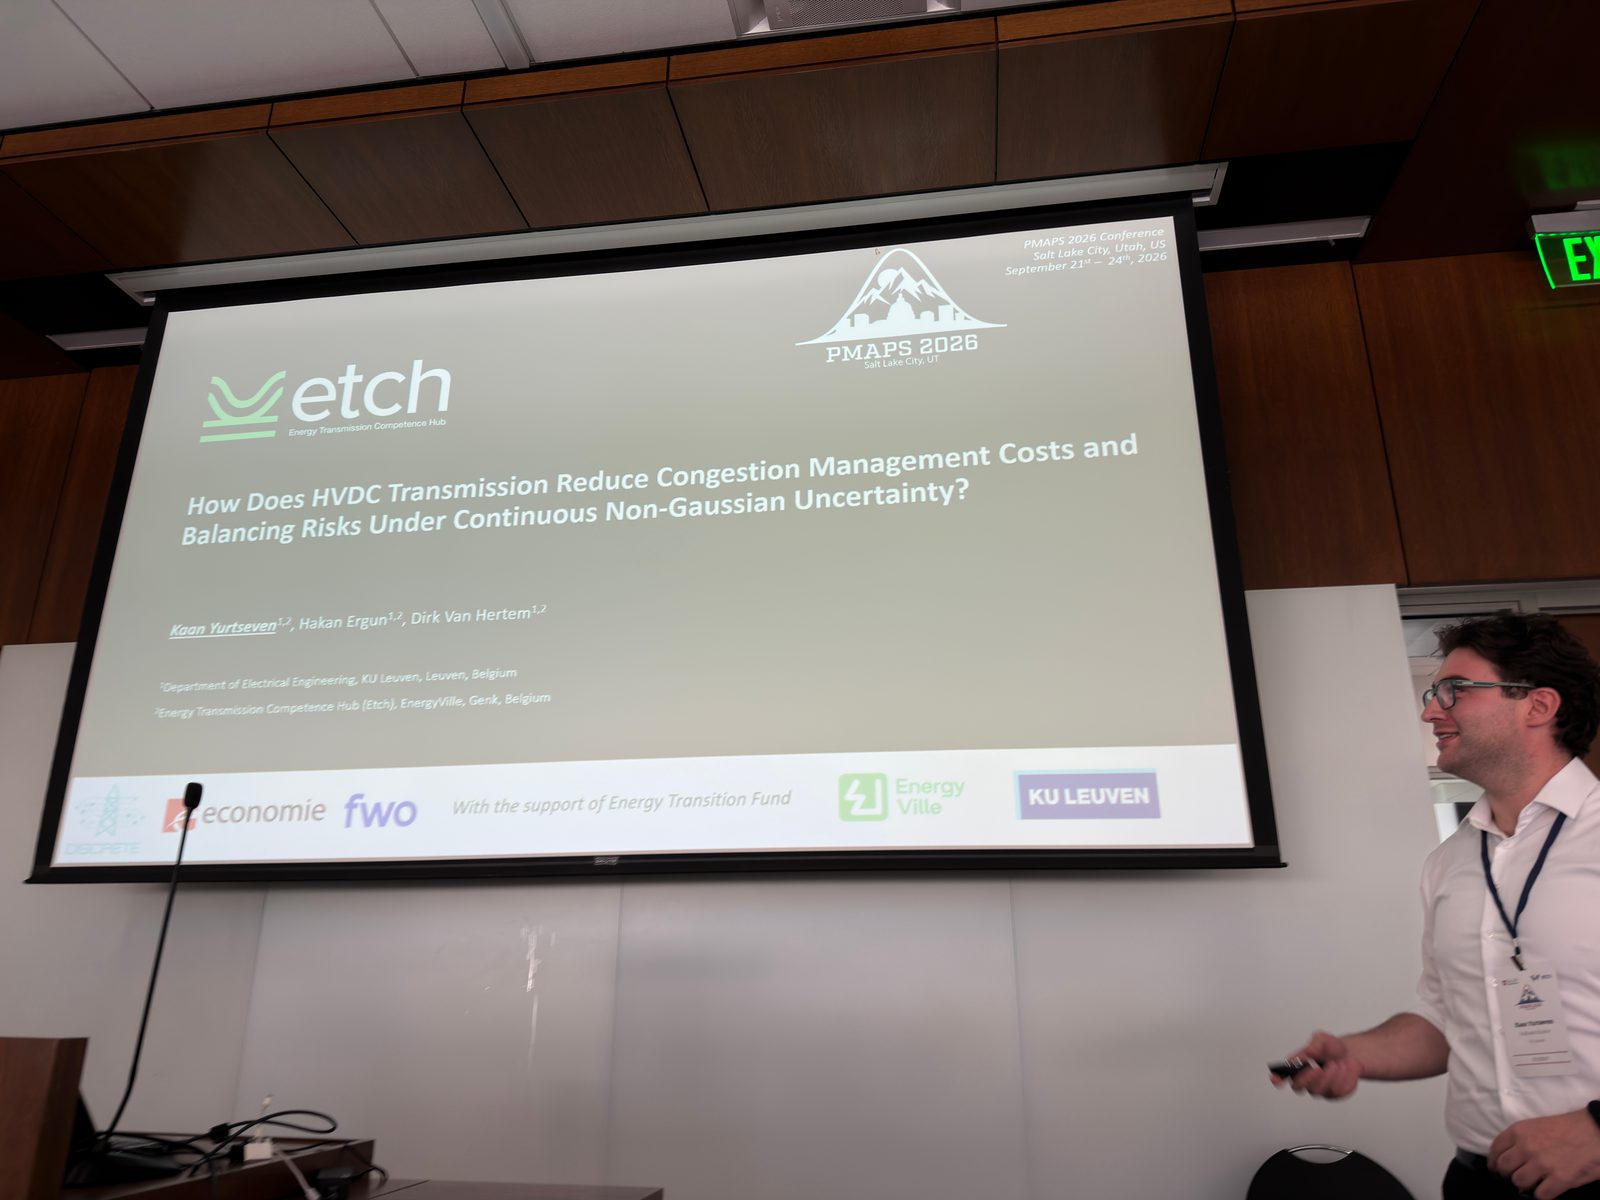 PMAPS 2026 Conference
Salt Lake City, Utah, US
September 21st – 24th, 2026
PMAPS 2026
Salt Lake City, UT
etch
Energy Transmission Competence Hub
How Does HVDC Transmission Reduce Congestion Management Costs and
Balancing Risks Under Continuous Non-Gaussian Uncertainty?
Kaan Yurtseven1,2, Hakan Ergun1,2, Dirk Van Hertem1,2
1Department of Electrical Engineering, KU Leuven, Leuven, Belgium
2Energy Transmission Competence Hub (Etch), EnergyVille, Genk, Belgium
DISCRETE
economie
fwo
With the support of Energy Transition Fund
Energy
Ville
KU LEUVEN
EX